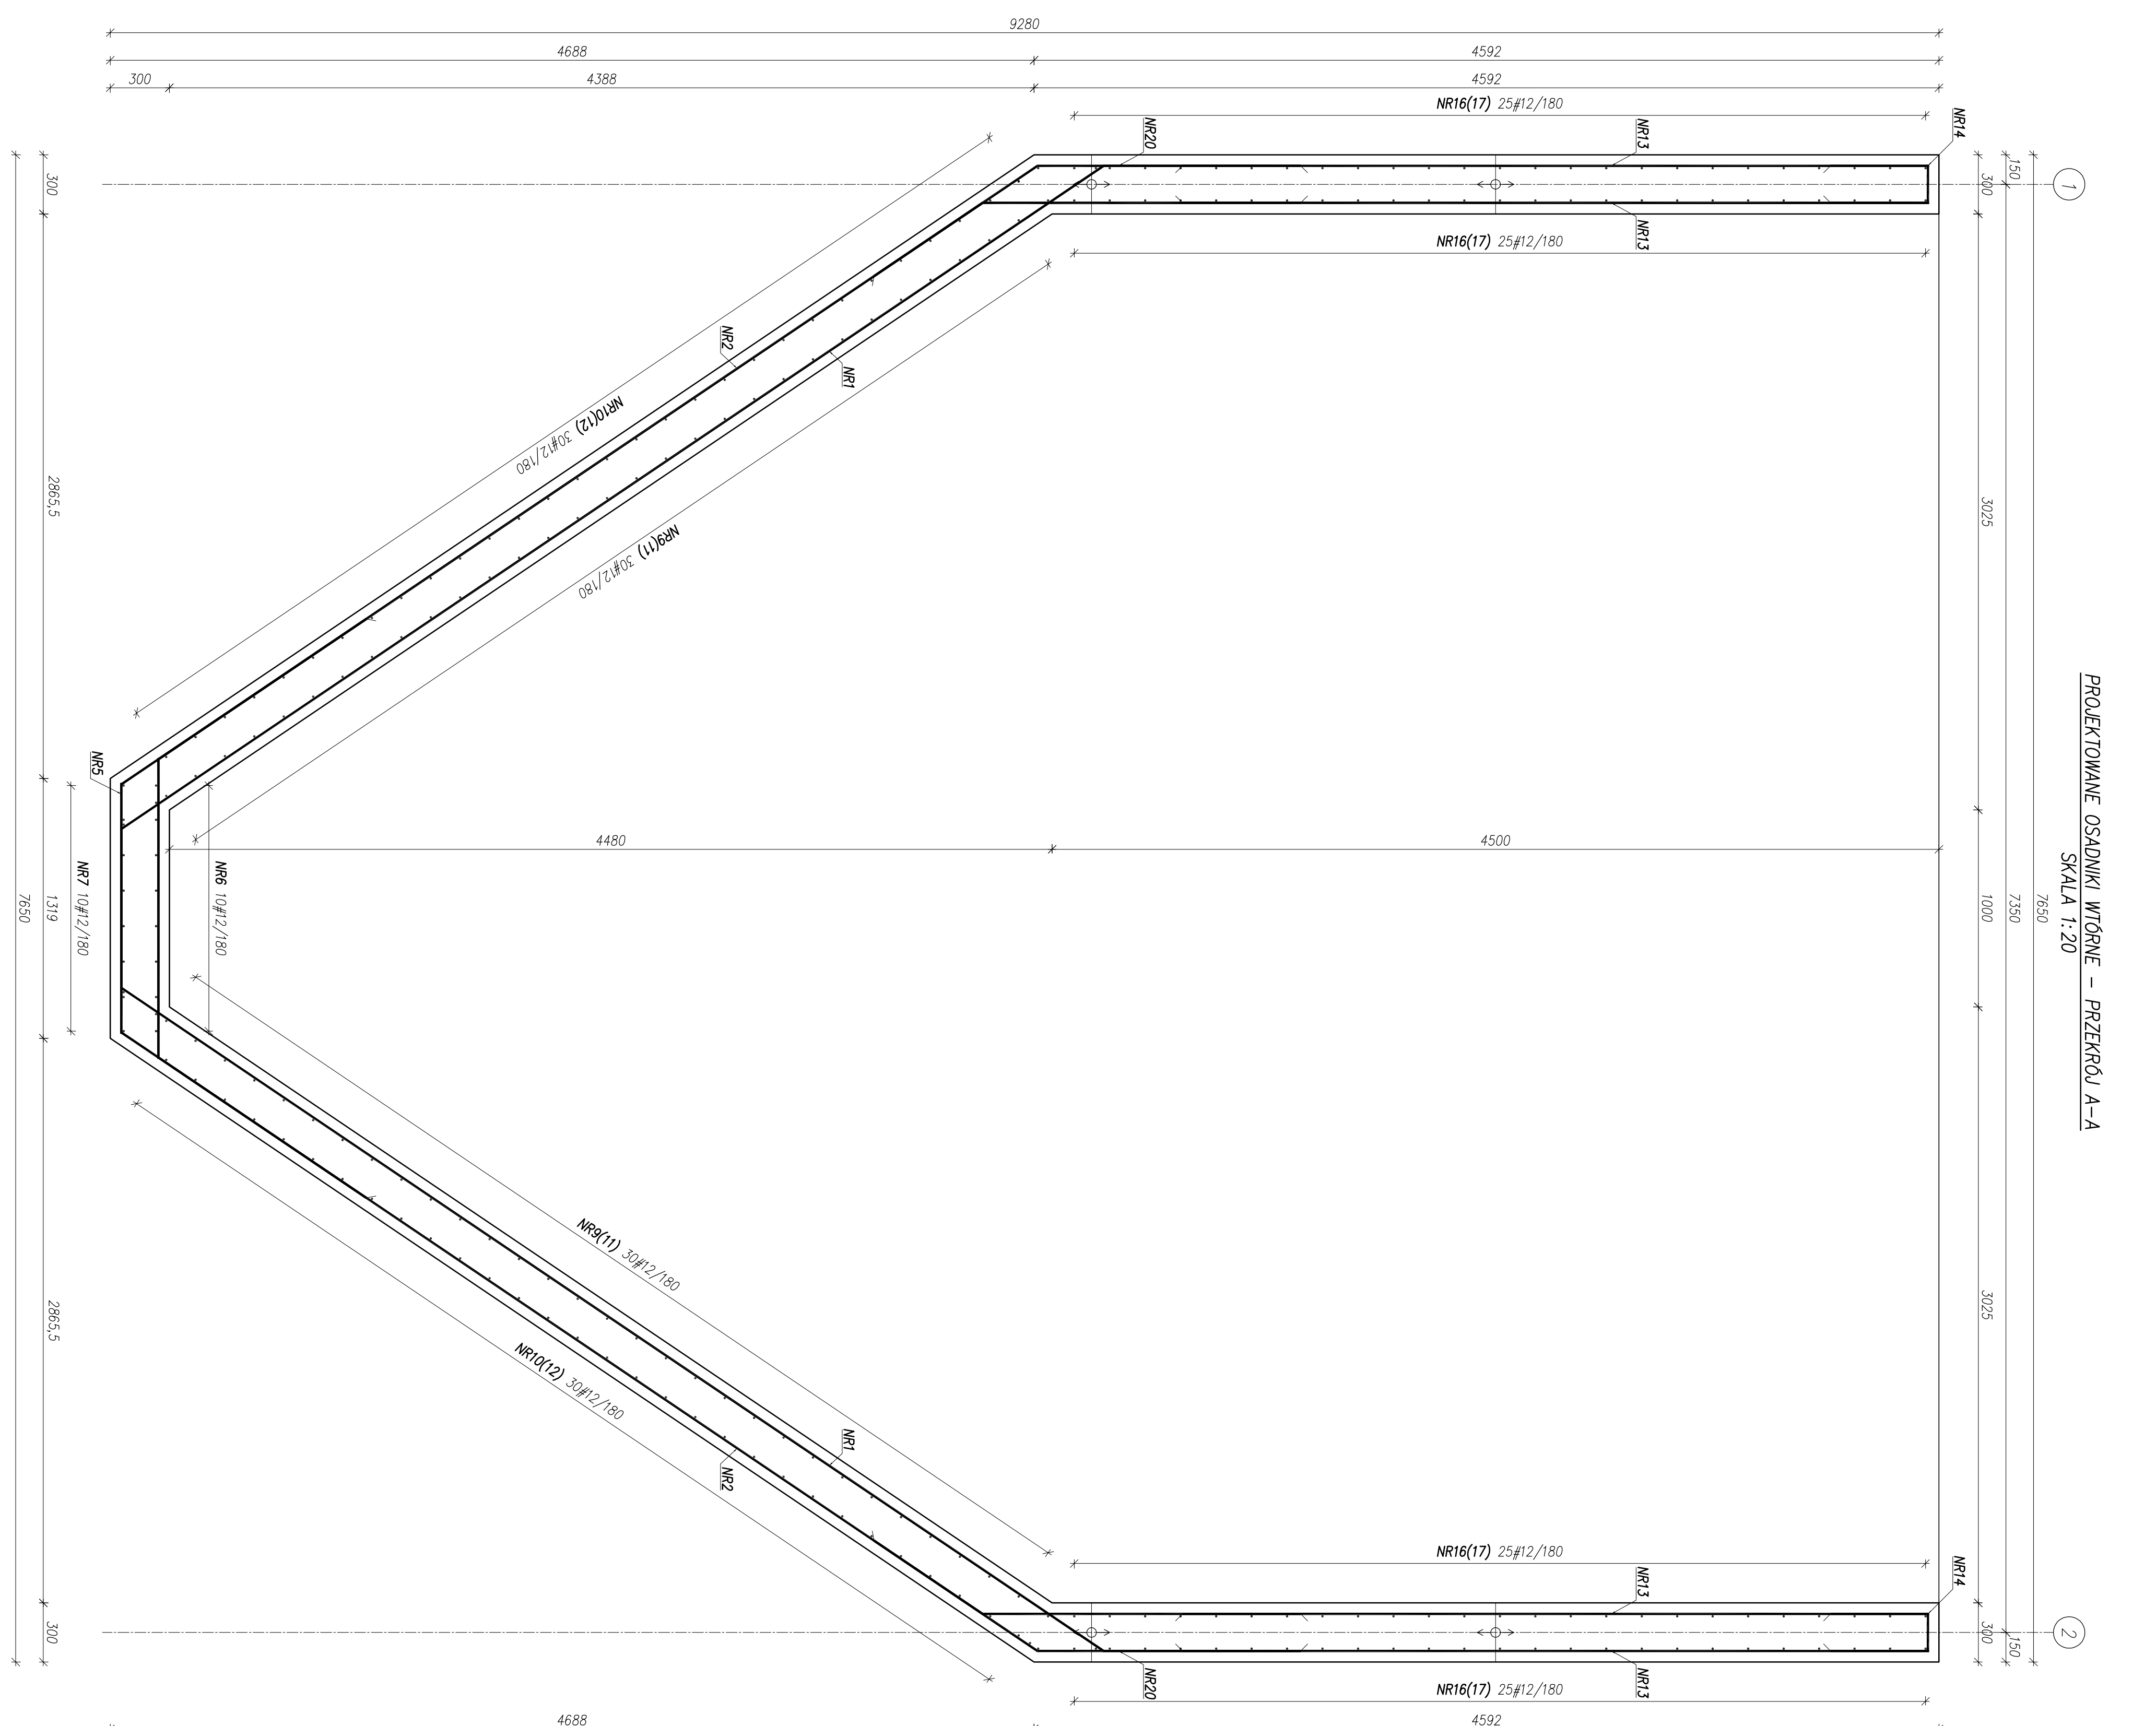 PROJEKTOWANE OSADNIKI WTÓRNE - PRZEKRÓJ A-A
SKALA 1:20
9280
4688
4592
300
4388
4592
NR16(17) 25#12/180
NR14
NR20
NR13
1
150
300
300
NR13
NR16(17) 25#12/180
NR2
NR1
NR10(12) 30#12/180
NR9(11) 30#12/180
2865,5
3025
NR5
4480
4500
NR7 10#12/180
NR6 10#12/180
7650
1319
1000
7350
7650
NR9(11) 30#12/180
NR10(12) 30#12/180
2865,5
3025
NR1
NR2
NR16(17) 25#12/180
NR13
NR14
300
300
150
2
NR20
NR13
NR16(17) 25#12/180
4688
4592